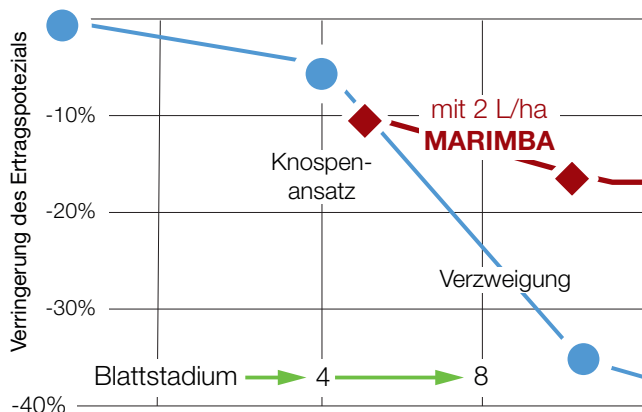 Verringerung des Ertragspotezials
-10%
-20%
-30%
-40%
mit 2 L/ha
MARIMBA
Knospen-
ansatz
Verzweigung
Blattstadium
4
8